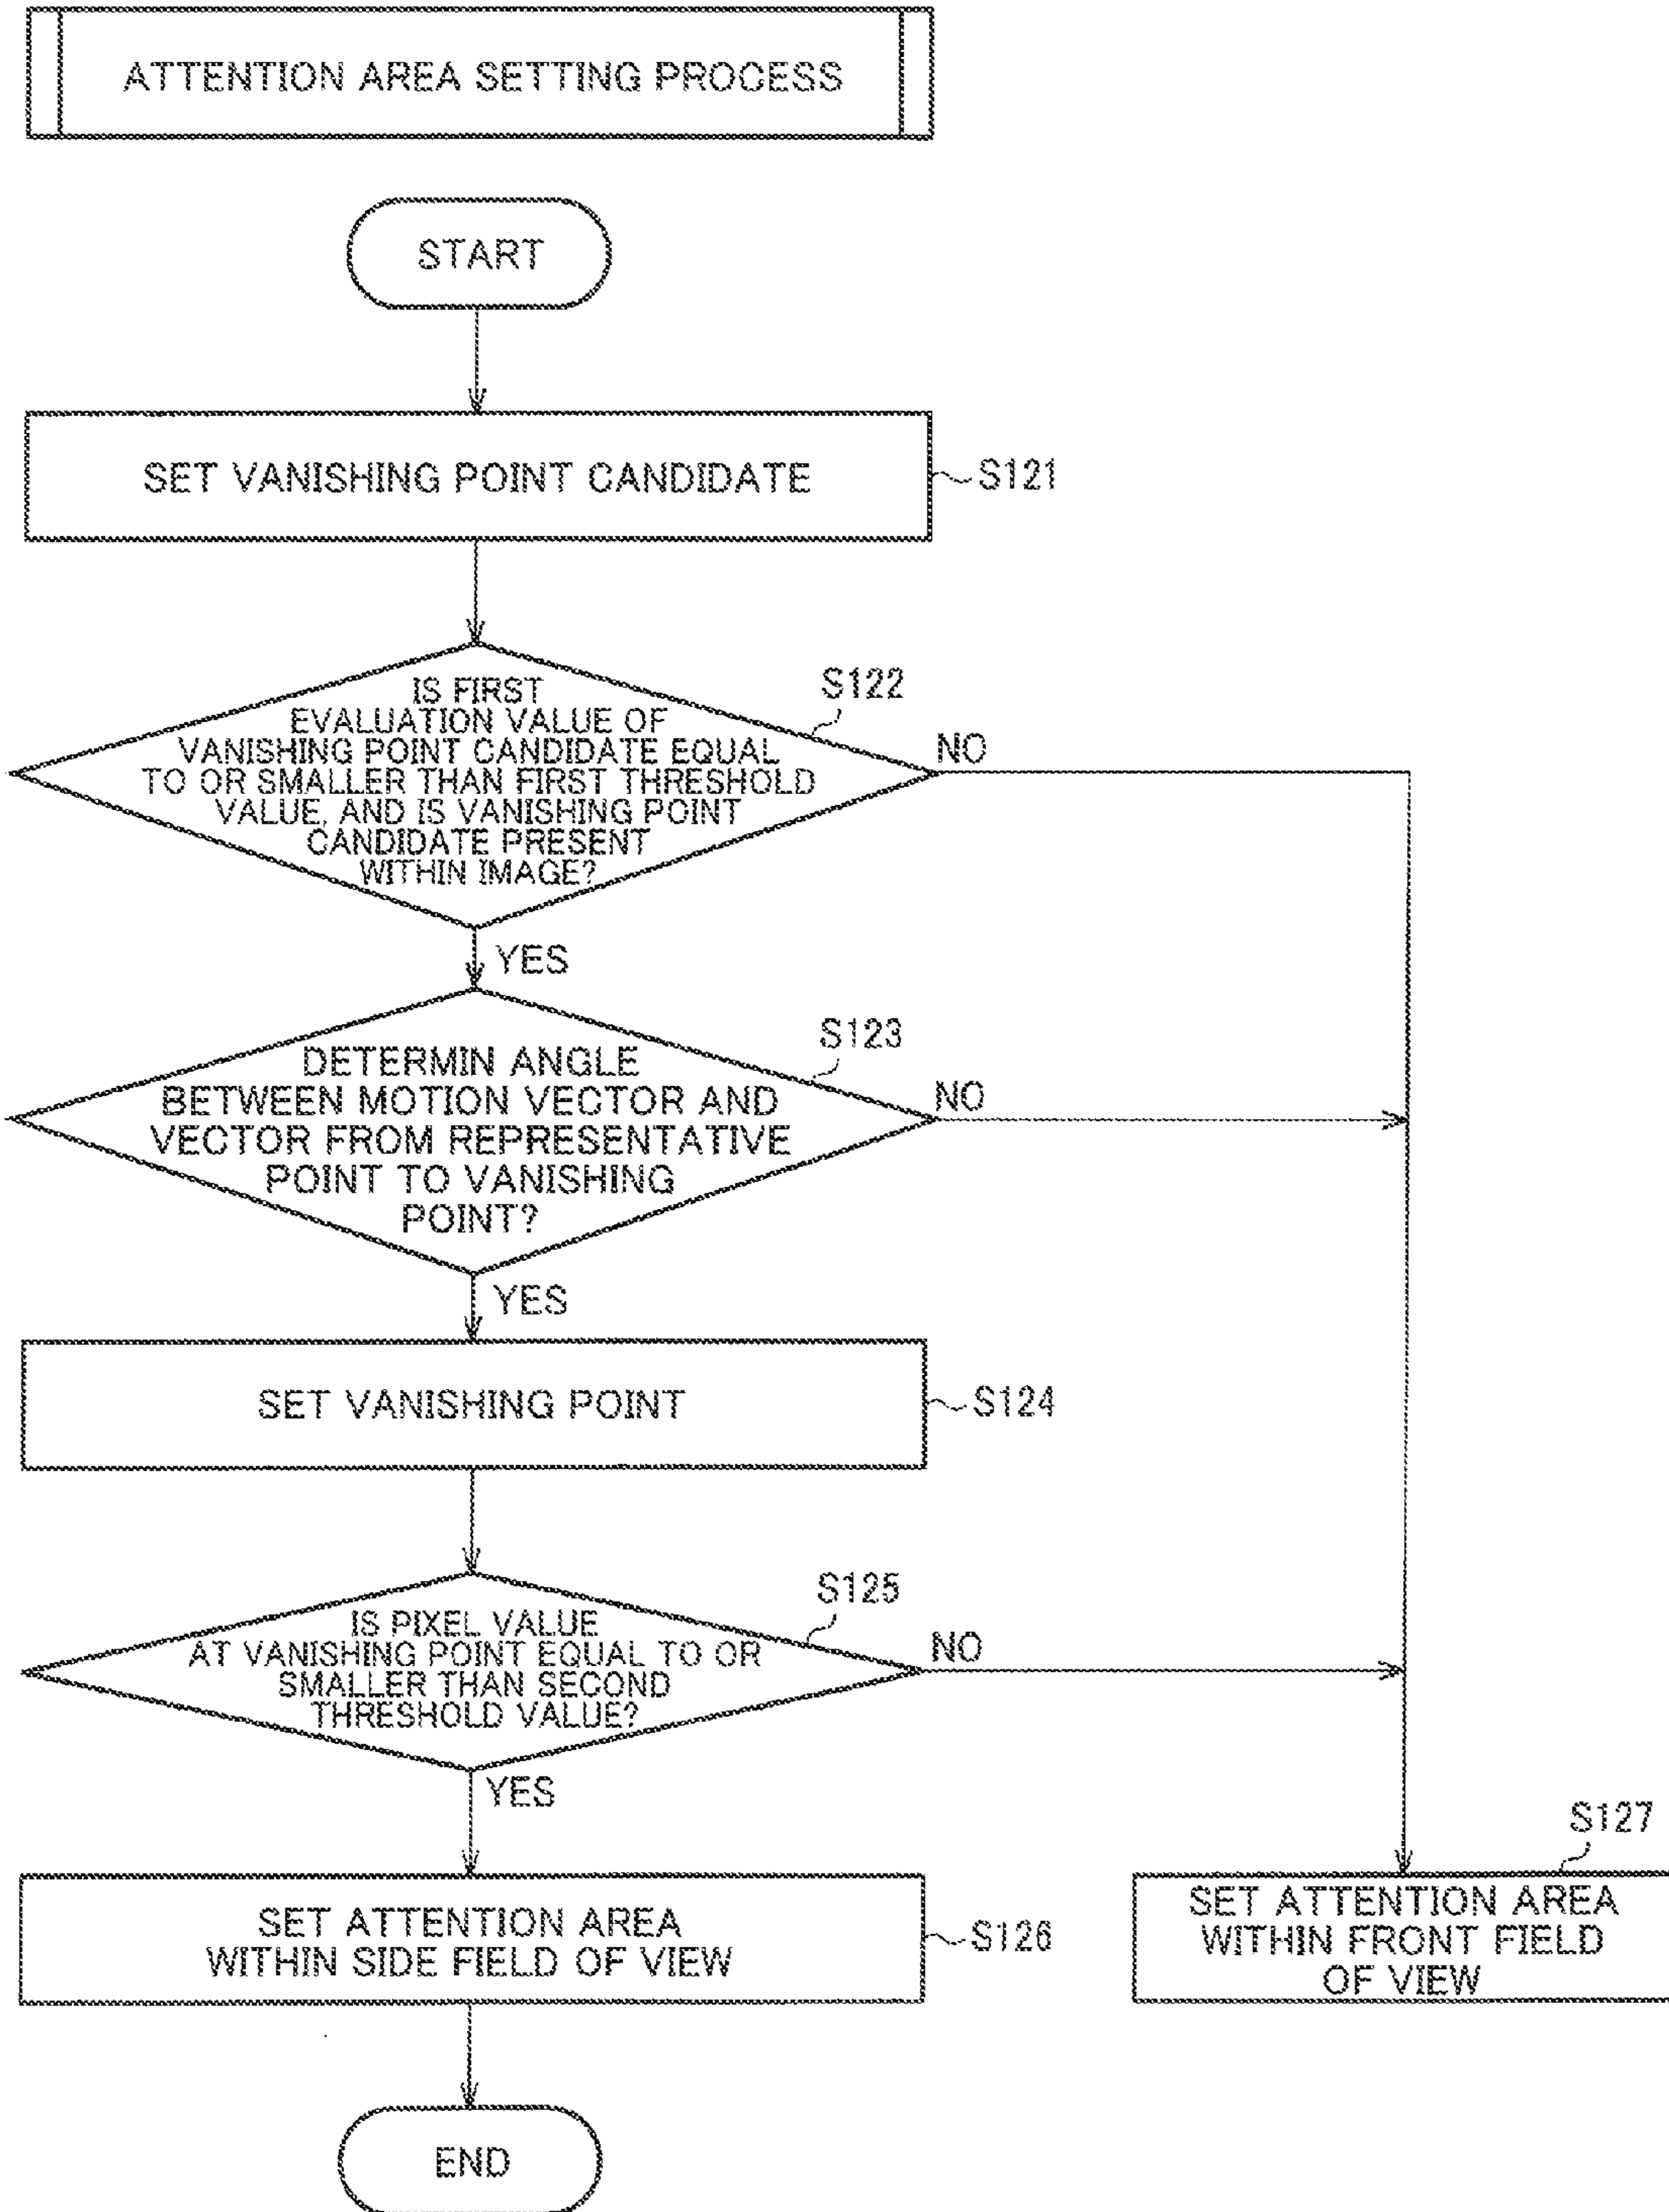 ATTENTION AREA SETTING PROCESS
START
SET VANISHING POINT CANDIDATE
S121
IS FIRST
EVALUATION VALUE OF
VANISHING POINT CANDIDATE EQUAL
TO OR SMALLER THAN FIRST THRESHOLD
VALUE, AND IS VANISHING POINT
CANDIDATE PRESENT
WITHIN IMAGE?
S122
NO
YES
DETERMIN ANGLE
BETWEEN MOTION VECTOR AND
VECTOR FROM REPRESENTATIVE
POINT TO VANISHING
POINT?
S123
NO
YES
SET VANISHING POINT
S124
IS PIXEL VALUE
AT VANISHING POINT EQUAL TO OR
SMALLER THAN SECOND
THRESHOLD VALUE?
S125
NO
YES
SET ATTENTION AREA
WITHIN SIDE FIELD OF VIEW
S126
S127
SET ATTENTION AREA
WITHIN FRONT FIELD
OF VIEW
END